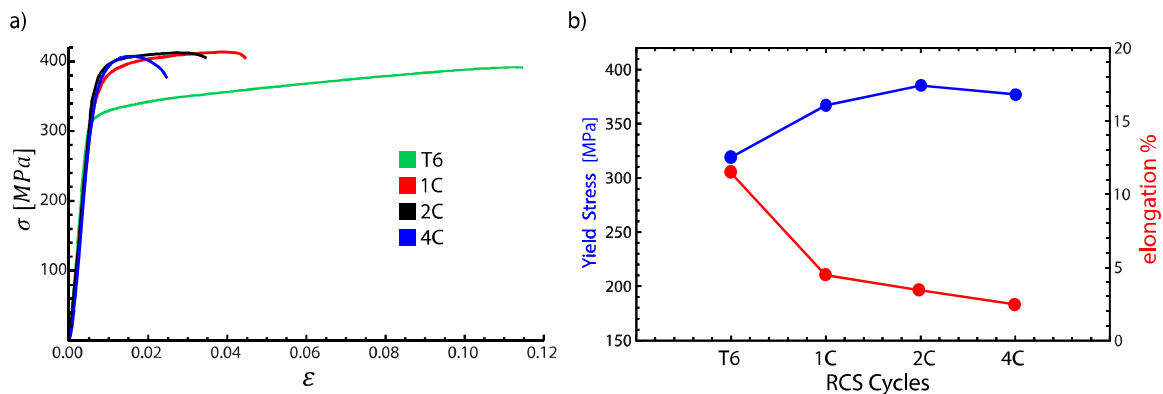 a)
σ [MPa]
400
300
200
100
0.00 0.02 0.04 0.06 0.08 0.10 0.12
ε
T6
1C
2C
4C
b)
Yield Stress [MPa]
400
350
300
250
200
150
20
15
10
5
0
elongation %
T6 1C 2C 4C
RCS Cycles